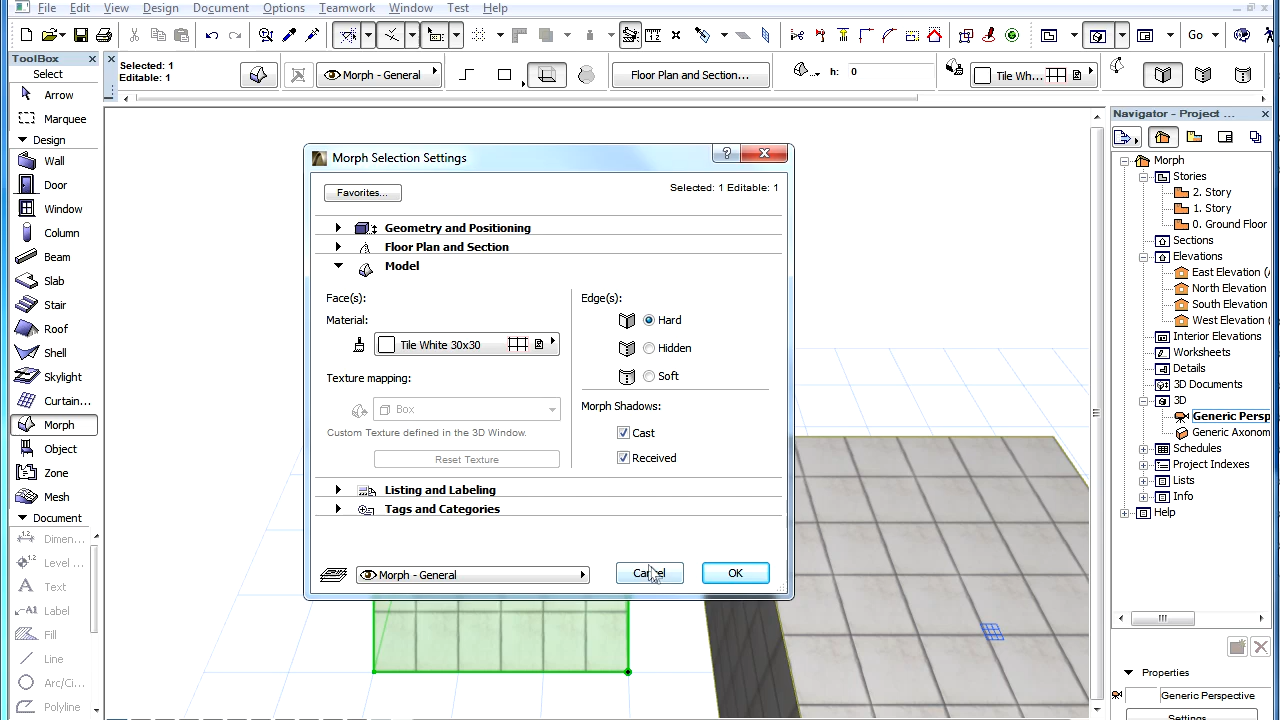 File Edit View Design Document Options Teamwork Window Test Help
Go
ToolBox
Select
Arrow
Marquee
Design
Wall
Door
Window
Column
Beam
Slab
Stair
Roof
Shell
Skylight
Curtain...
Morph
Object
Zone
Mesh
Document
Dimen...
Level ...
Text
Label
Fill
Line
Arc/Ci...
Polyline
Selected: 1
Editable: 1
Morph - General
Floor Plan and Section...
h: 0
Tile Wh...
Morph Selection Settings
Favorites...
Selected: 1 Editable: 1
Geometry and Positioning
Floor Plan and Section
Model
Face(s):
Material:
Tile White 30x30
Texture mapping:
Box
Custom Texture defined in the 3D Window.
Reset Texture
Edge(s):
Hard
Hidden
Soft
Morph Shadows:
Cast
Received
Listing and Labeling
Tags and Categories
Morph - General
Cancel
OK
Navigator - Project ...
Morph
Stories
2. Story
1. Story
0. Ground Floor
Sections
Elevations
East Elevation (A
North Elevation
South Elevation
West Elevation (
Interior Elevations
Worksheets
Details
3D Documents
3D
Generic Persp
Generic Axonom
Schedules
Project Indexes
Lists
Info
Help
Properties
Generic Perspective
Settings...